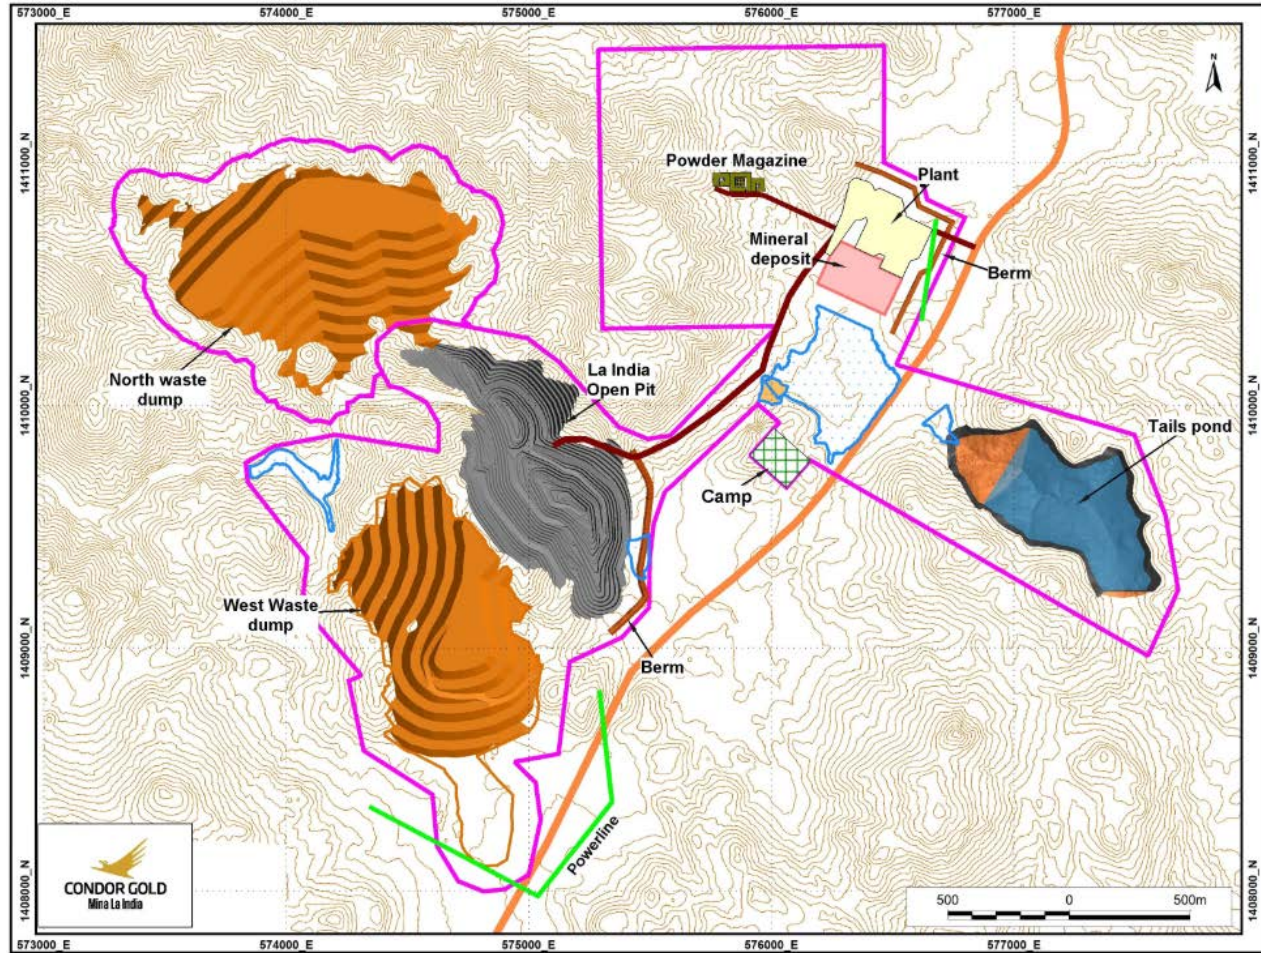 573000_E
574000_E
575000_E
576000_E
577000_E
N
1411000_N
1411000_N
Powder Magazine
Plant
Mineral
deposit
Berm
North waste
dump
La India
Open Pit
1410000_N
1410000_N
Tails pond
Camp
West Waste
dump
Berm
1409000_N
1409000_N
Powerline
CONDOR GOLD
Mina La India
1408000_N
1408000_N
500
0
500m
573000_E
574000_E
575000_E
576000_E
577000_E